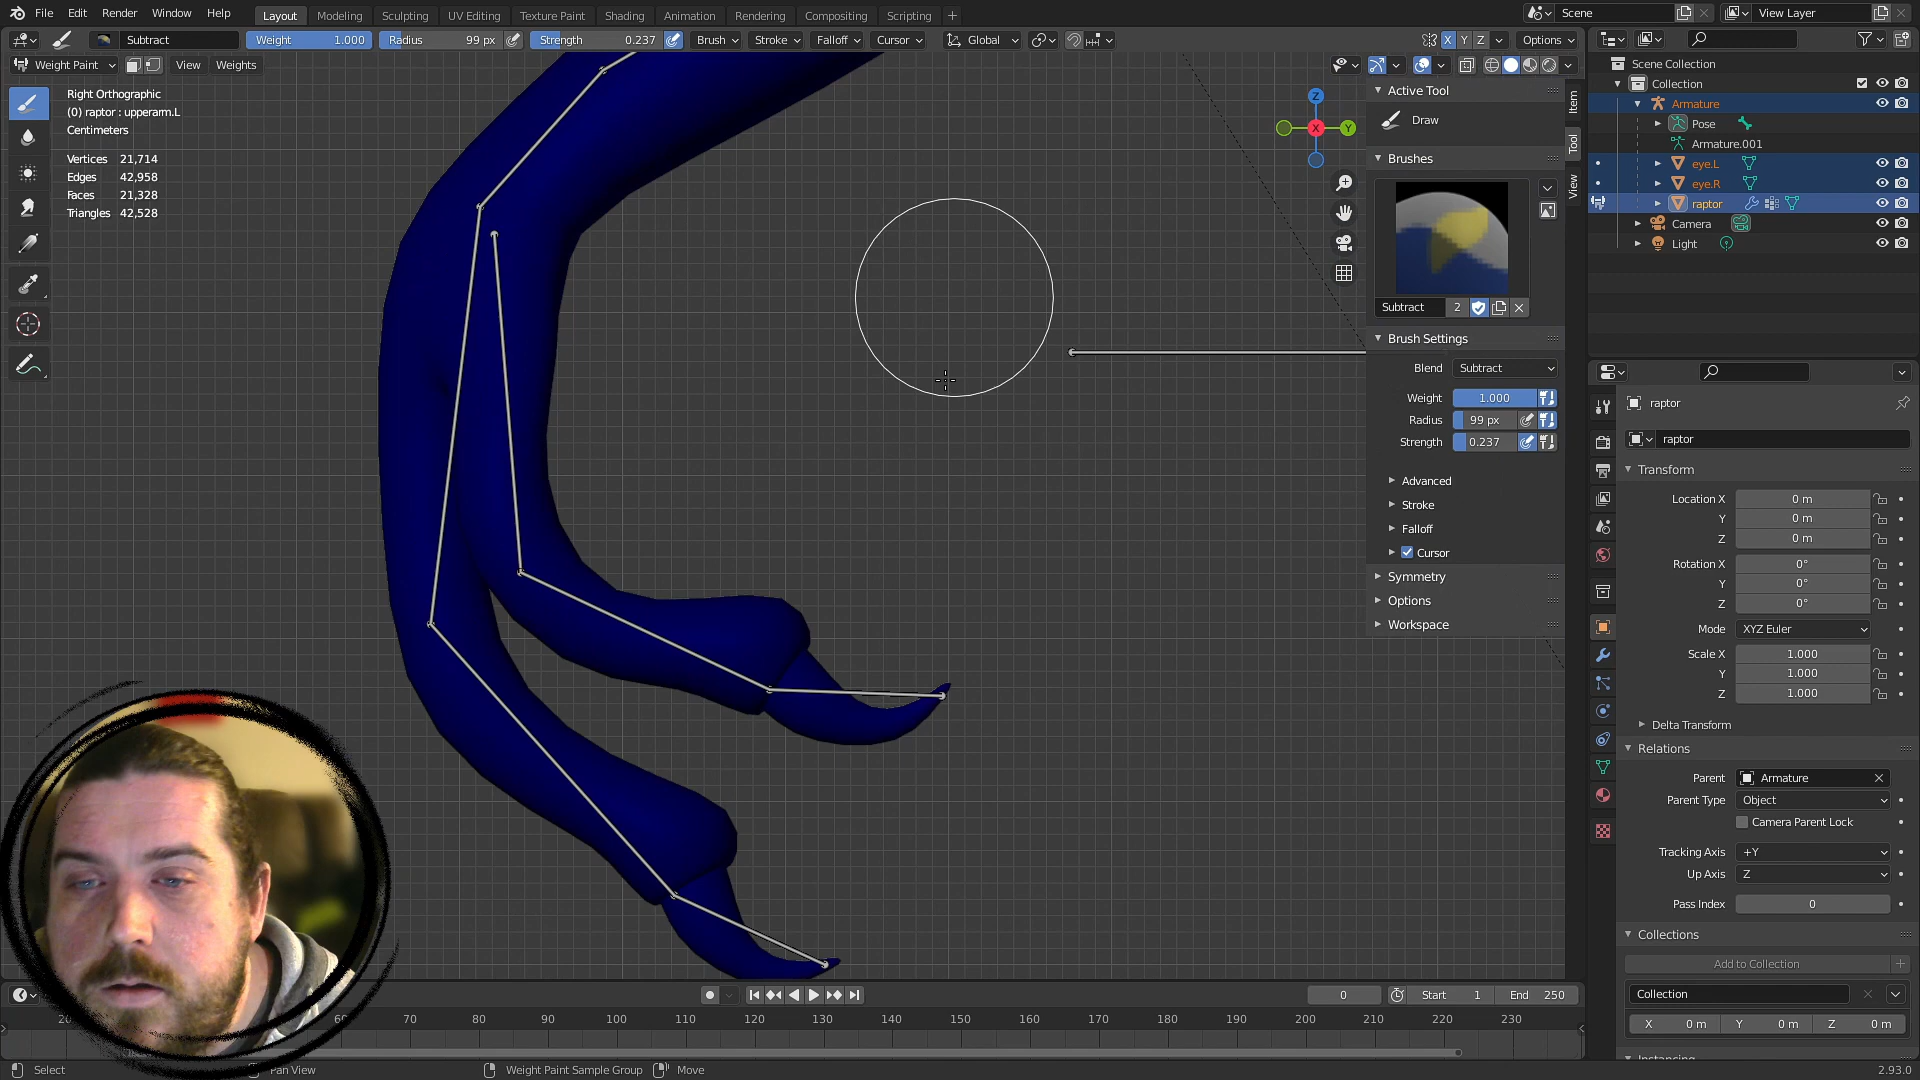 File Edit Render Window Help Layout Modeling Sculpting UV Editing Texture Paint Shading Animation Rendering Compositing Scripting + Scene View Layer
Subtract Weight 1.000 Radius 99 px Strength 0.237 Brush Stroke Falloff Cursor Global X Y Z Options
Weight Paint View Weights
Right Orthographic
(0) raptor : upperarm.L
Centimeters
Vertices 21,714
Edges 42,958
Faces 21,328
Triangles 42,528
Z
X
Y
Active Tool
Draw
Brushes
Subtract 2
Brush Settings
Blend Subtract
Weight 1.000
Radius 99 px
Strength 0.237
Advanced
Stroke
Falloff
Cursor
Symmetry
Options
Workspace
Item
Tool
View
Scene Collection
Collection
Armature
Pose
Armature.001
eye.L
eye.R
raptor
Camera
Light
raptor
raptor
Transform
Location X 0 m
Y 0 m
Z 0 m
Rotation X 0°
Y 0°
Z 0°
Mode XYZ Euler
Scale X 1.000
Y 1.000
Z 1.000
Delta Transform
Relations
Parent Armature
Parent Type Object
Camera Parent Lock
Tracking Axis +Y
Up Axis Z
Pass Index 0
Collections
Add to Collection +
Collection
X 0 m Y 0 m Z 0 m
Instancing
0 Start 1 End 250
20 60 70 80 90 100 110 120 130 140 150 160 170 180 190 200 210 220 230
Select Pan View Weight Paint Sample Group Move 2.93.0